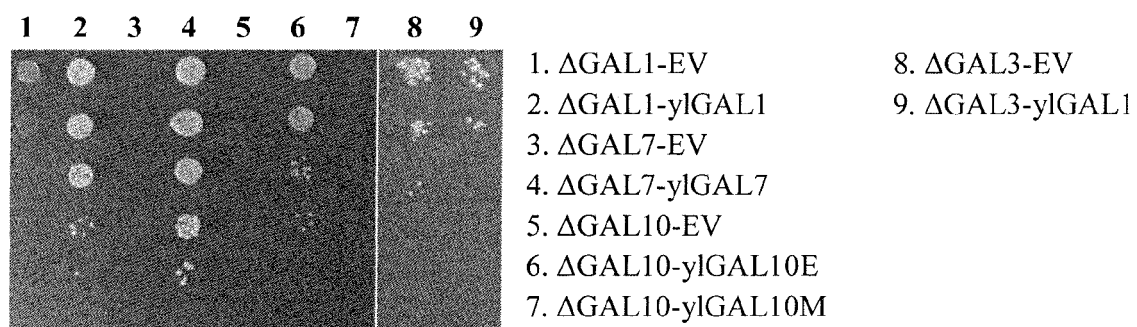 1 2 3 4 5 6 7 8 9
1. ΔGAL1-EV
2. ΔGAL1-ylGAL1
3. ΔGAL7-EV
4. ΔGAL7-ylGAL7
5. ΔGAL10-EV
6. ΔGAL10-ylGAL10E
7. ΔGAL10-ylGAL10M
8. ΔGAL3-EV
9. ΔGAL3-ylGAL1